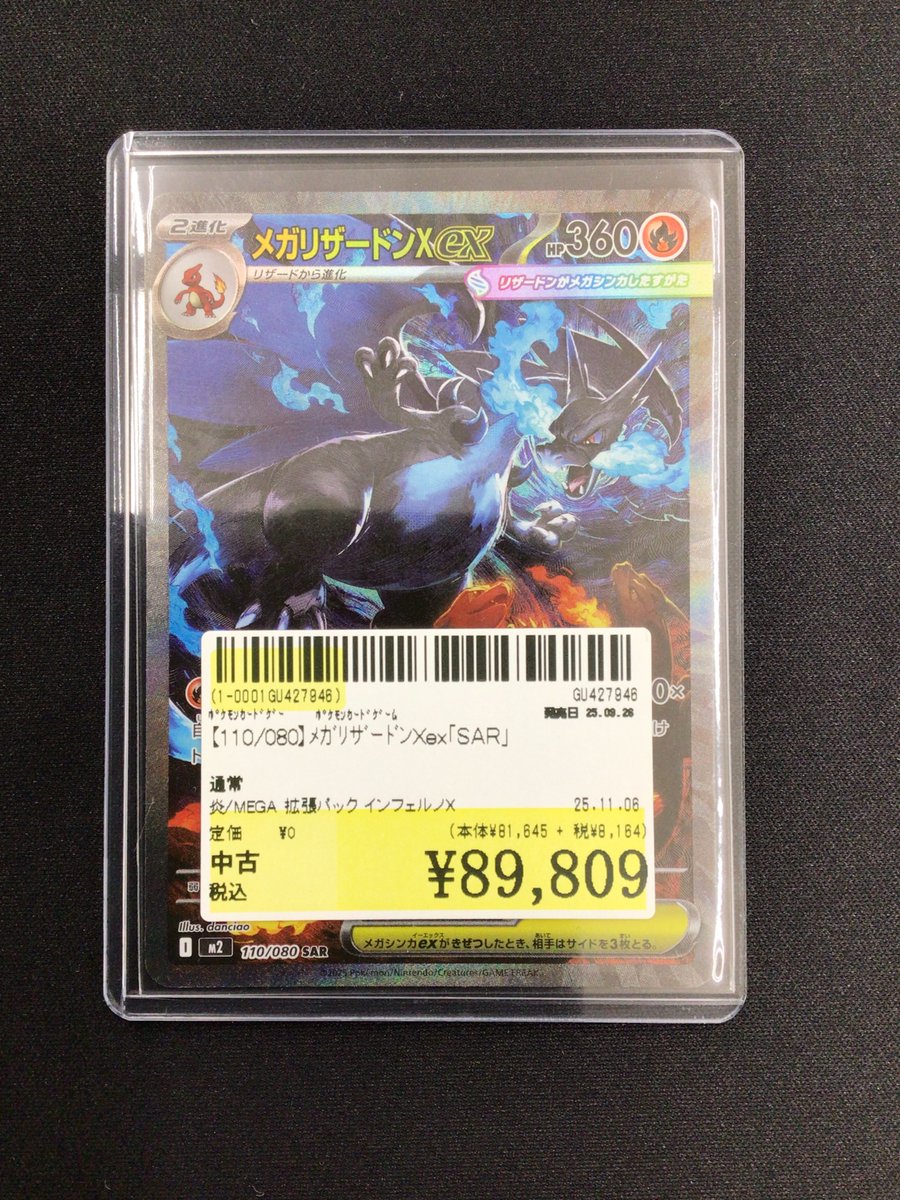 2進化
メガリザードンXex
HP360
リザードから進化
リザードンがメガシンカしたすがた
(1-0001GU427946)
GU427946
ﾎﾟｹﾓﾝｶｰﾄﾞｹﾞｰ ﾎﾟｹﾓﾝｶｰﾄﾞｹﾞｰﾑ
発売日 25.09.26
【110/080】ﾒｶﾞﾘｻﾞｰﾄﾞﾝXex「SAR」
通常
炎/MEGA 拡張パック インフェルノX
25.11.06
定価 ¥0
(本体¥81,645 + 税¥8,164)
中古
税込
¥89,809
0×
け
ト
弱
Illus. danciao
メガシンカexがきぜつしたとき、相手はサイドを3枚とる。
I m2 110/080 SAR
©2025 Pokémon/Nintendo/Creatures/GAME FREAK